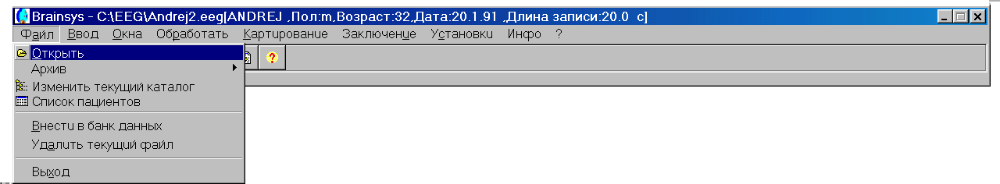 Brainsys - C:\EEG\Andrej2.eeg[ANDREJ ,Пол:m,Возраст:32,Дата:20.1.91 ,Длина записи:20.0 с]
Файл Ввод Окна Обработать Картирование Заключение Установки Инфо ?
Открыть
Архив
Изменить текущий каталог
Список пациентов
Внести в банк данных
Удалить текущий файл
Выход